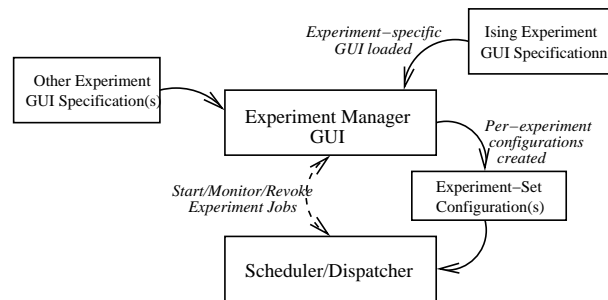 Experiment−specific
GUI loaded
Ising Experiment
GUI Specificationn
Other Experiment
GUI Specification(s)
Experiment Manager
GUI
Per−experiment
configurations
created
Start/Monitor/Revoke
Experiment Jobs
Experiment−Set
Configuration(s)
Scheduler/Dispatcher